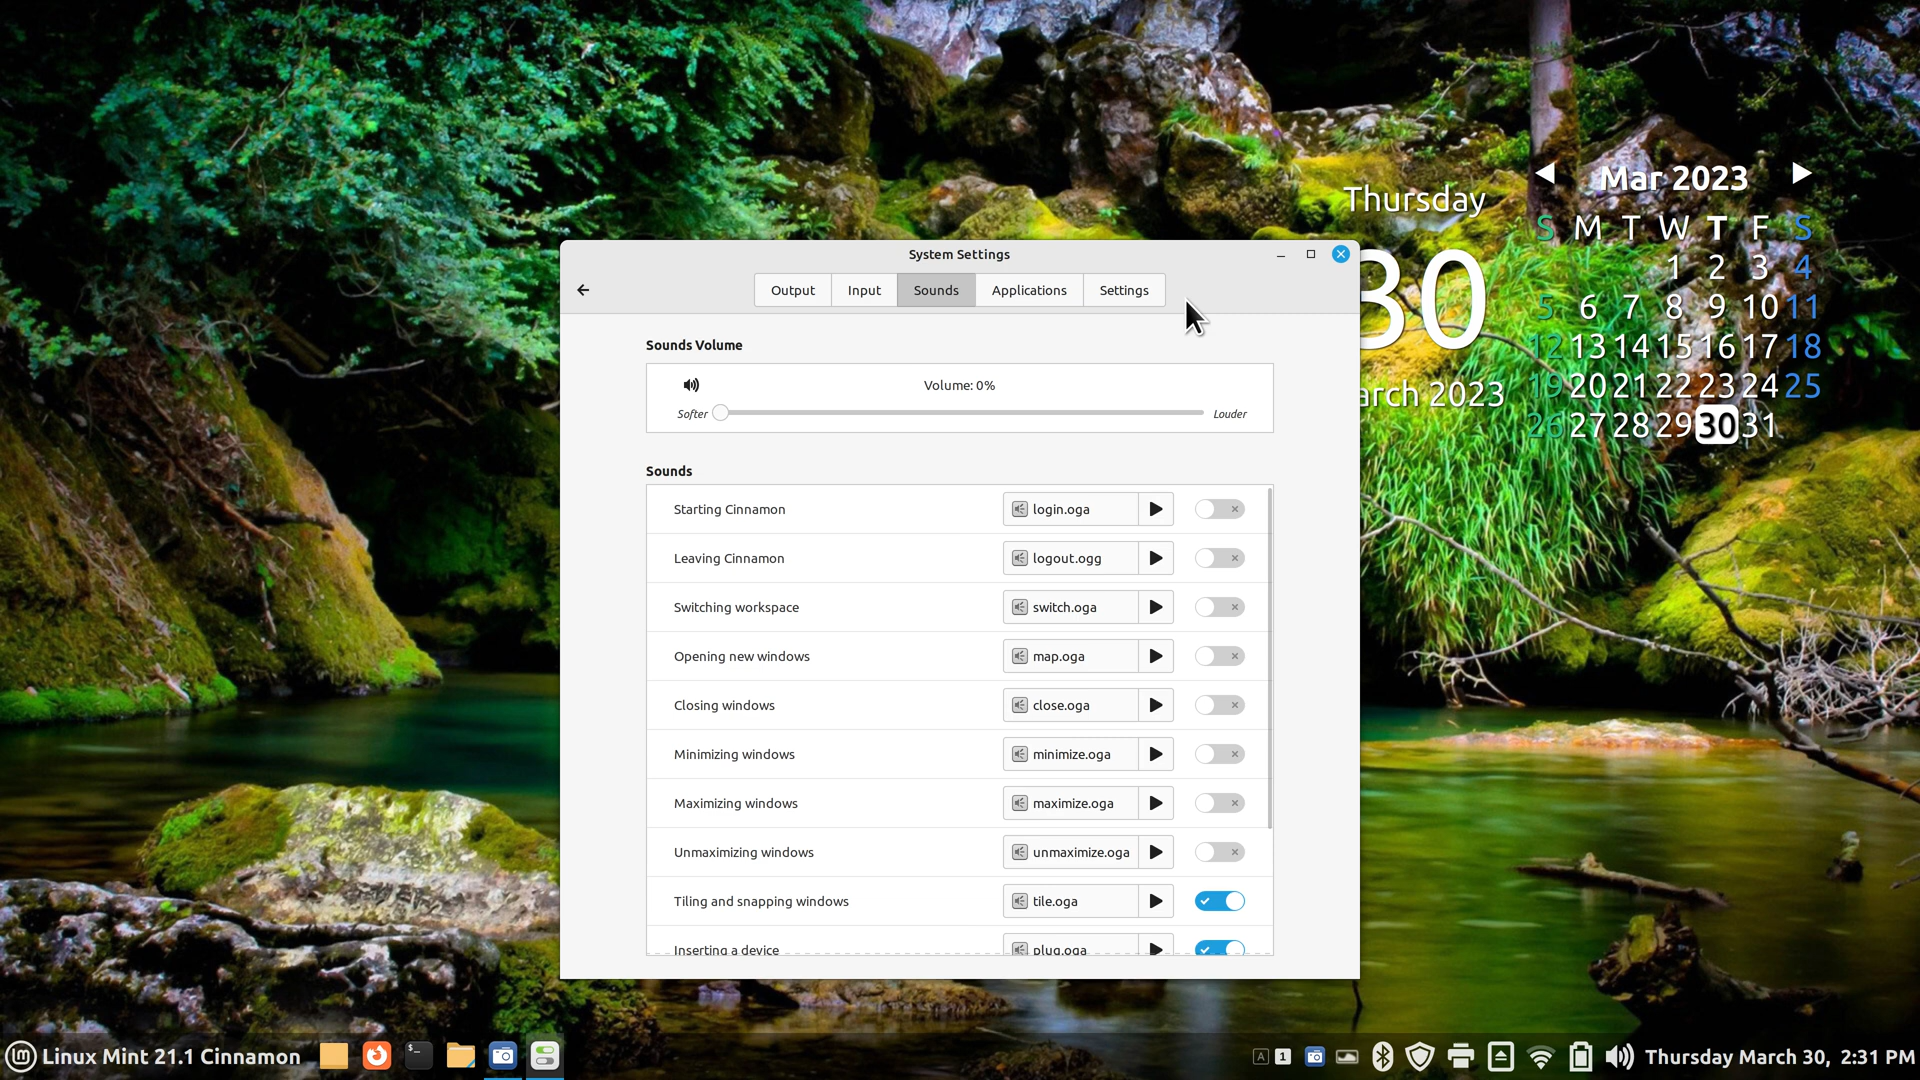 System Settings
Output Input Sounds Applications Settings
Sounds Volume
Volume: 0%
Softer Louder
Sounds
Starting Cinnamon login.oga
Leaving Cinnamon logout.ogg
Switching workspace switch.oga
Opening new windows map.oga
Closing windows close.oga
Minimizing windows minimize.oga
Maximizing windows maximize.oga
Unmaximizing windows unmaximize.oga
Tiling and snapping windows tile.oga
Inserting a device plug.oga
Thursday
30
arch 2023
Mar 2023
S M T W T F S
1 2 3 4
5 6 7 8 9 10 11
12 13 14 15 16 17 18
19 20 21 22 23 24 25
26 27 28 29 30 31
Linux Mint 21.1 Cinnamon
A 1
Thursday March 30, 2:31 PM